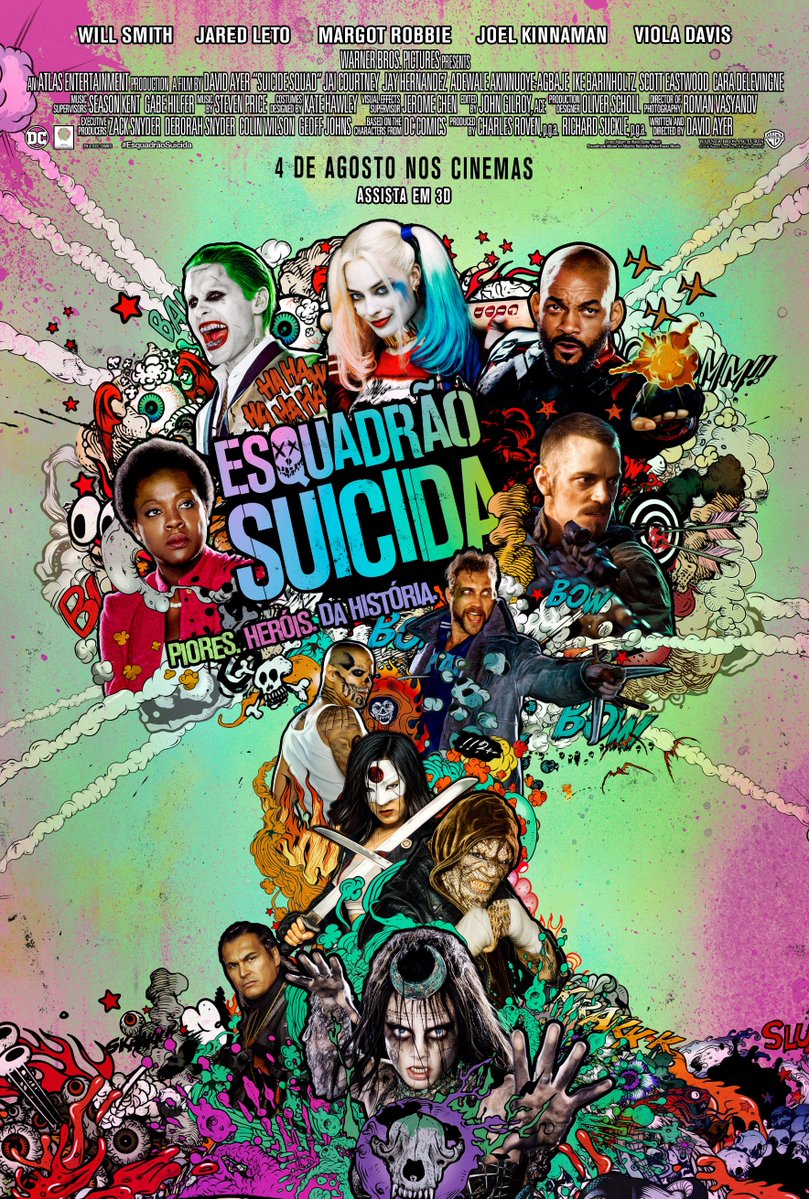 WILL SMITH JARED LETO MARGOT ROBBIE JOEL KINNAMAN VIOLA DAVIS
WARNER BROS. PICTURES PRESENTS
AN ATLAS ENTERTAINMENT PRODUCTION A FILM BY DAVID AYER "SUICIDE SQUAD" JAI COURTNEY JAY HERNANDEZ ADEWALE AKINNUOYE-AGBAJE IKE BARINHOLTZ SCOTT EASTWOOD CARA DELEVINGNE
MUSIC SUPERVISORS SEASON KENT GABE HILFER MUSIC BY STEVEN PRICE COSTUMES DESIGNED BY KATE HAWLEY VISUAL EFFECTS SUPERVISOR JEROME CHEN EDITED BY JOHN GILROY, ACE PRODUCTION DESIGNER OLIVER SCHOLL DIRECTOR OF PHOTOGRAPHY ROMAN VASYANOV
DC EXECUTIVE PRODUCERS ZACK SNYDER DEBORAH SNYDER COLIN WILSON GEOFF JOHNS BASED ON THE CHARACTERS FROM DC COMICS PRODUCED BY CHARLES ROVEN, p.g.a. RICHARD SUCKLE, p.g.a. WRITTEN AND DIRECTED BY DAVID AYER
#EsquadrãoSuicida
4 DE AGOSTO NOS CINEMAS
ASSISTA EM 3D
HA HA
HA HA HA
ESQUADRÃO
SUICIDA
PIORES. HERÓIS. DA HISTÓRIA.
BOW
BOW!